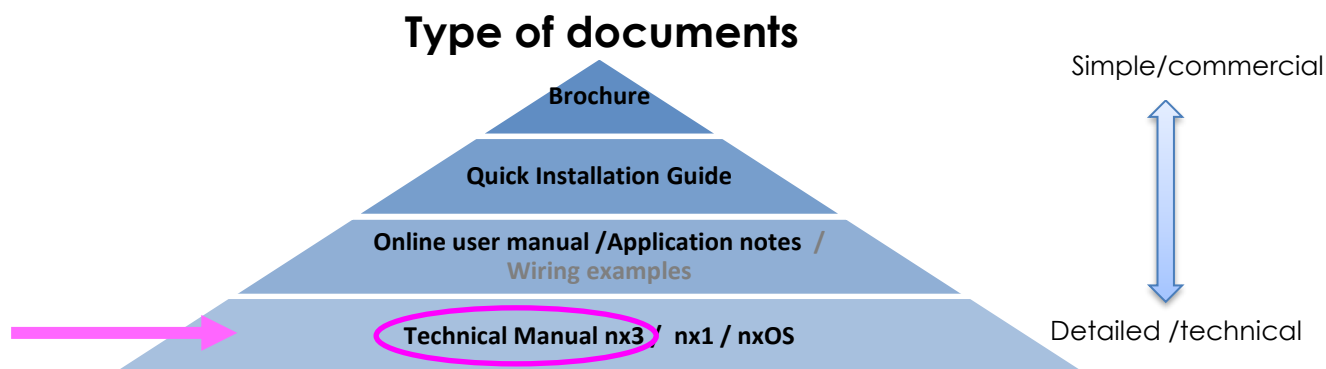 Type of documents
Simple/commercial
Brochure
Quick Installation Guide
Online user manual /Application notes /
Wiring examples
Technical Manual nx3 / nx1 / nxOS
Detailed /technical